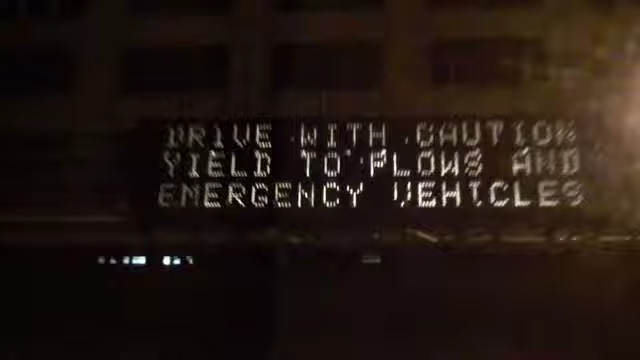 DRIVE WITH CAUTION
YIELD TO PLOWS AND
EMERGENCY VEHICLES